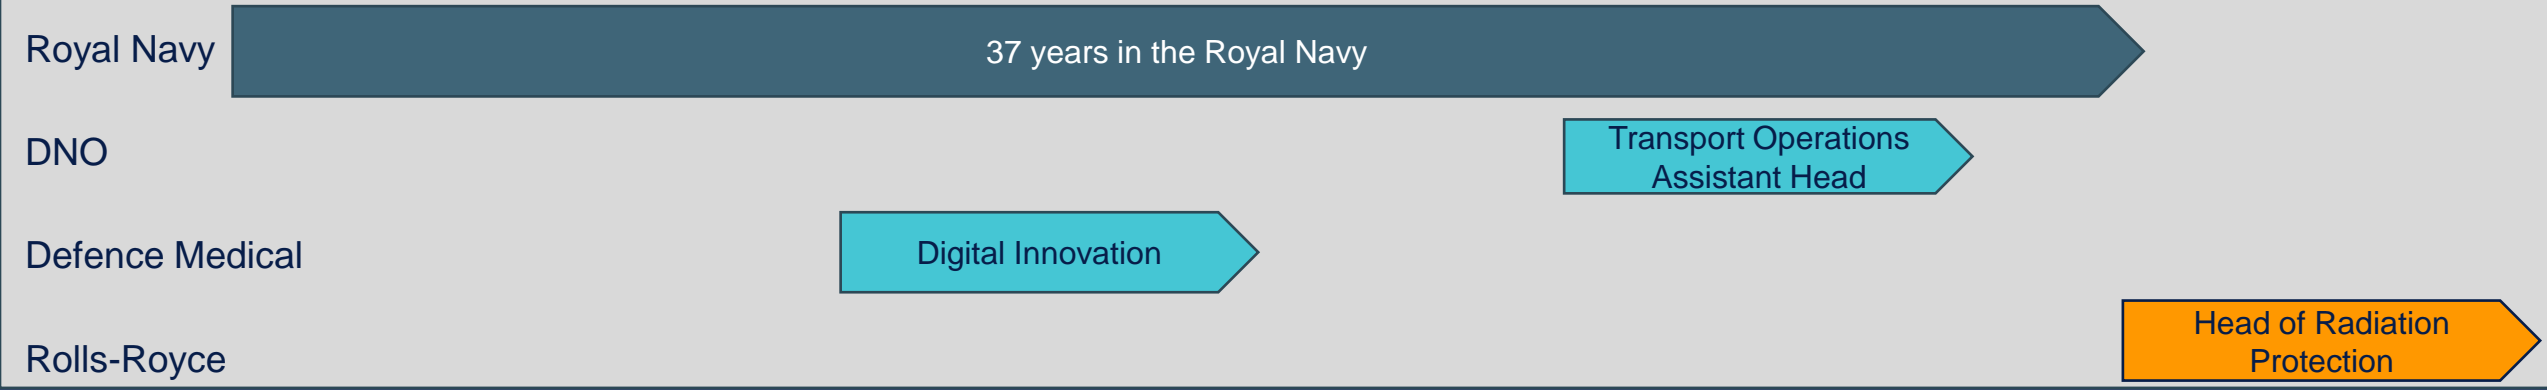 Royal Navy
37 years in the Royal Navy
DNO
Transport Operations
Assistant Head
Defence Medical
Digital Innovation
Rolls-Royce
Head of Radiation
Protection